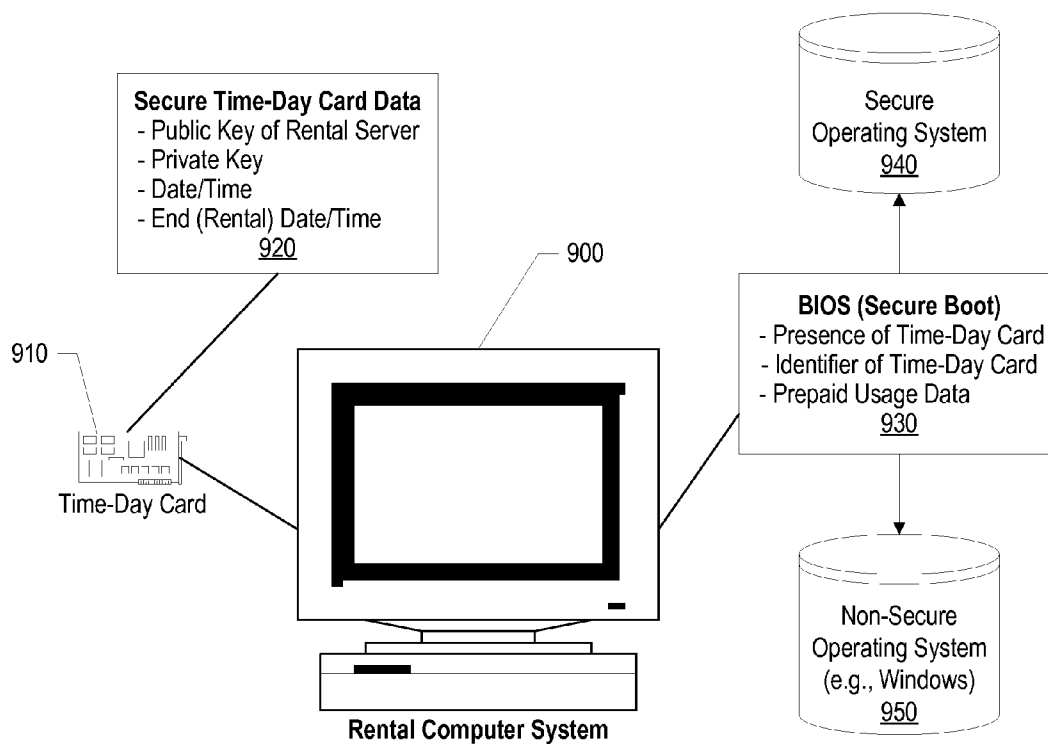 Secure Time-Day Card Data
- Public Key of Rental Server
- Private Key
- Date/Time
- End (Rental) Date/Time
920
Secure
Operating System
940
900
BIOS (Secure Boot)
- Presence of Time-Day Card
- Identifier of Time-Day Card
- Prepaid Usage Data
930
910
Time-Day Card
Non-Secure
Operating System
(e.g., Windows)
950
Rental Computer System